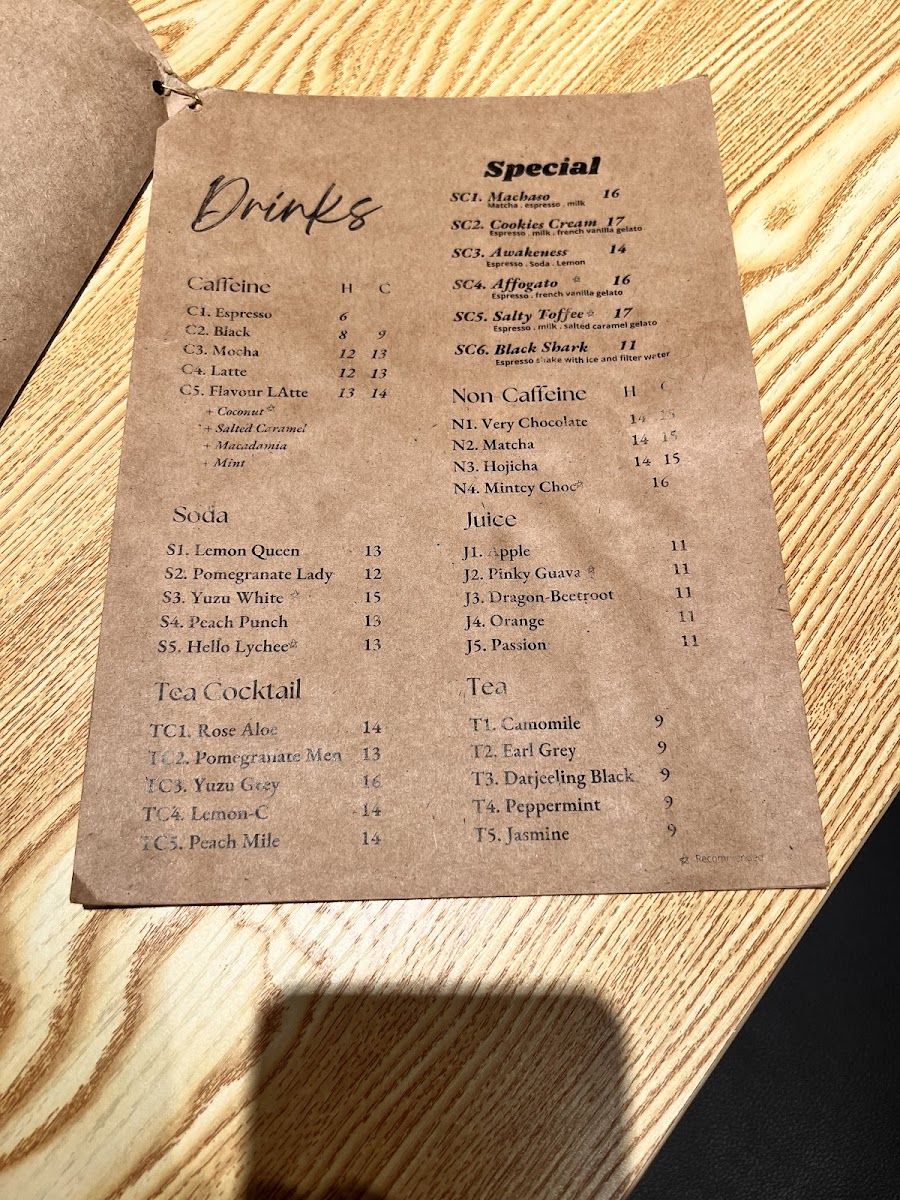 Drinks
Caffeine H C
C1. Espresso 6
C2. Black 8 9
C3. Mocha 12 13
C4. Latte 12 13
C5. Flavour LAtte 13 14
+ Coconut ☆
+ Salted Caramel
+ Macadamia
+ Mint
Soda
S1. Lemon Queen 13
S2. Pomegranate Lady 12
S3. Yuzu White ☆ 15
S4. Peach Punch 13
S5. Hello Lychee ☆ 13
Tea Cocktail
TC1. Rose Aloe 14
TC2. Pomegranate Men 13
TC3. Yuzu Grey 16
TC4. Lemon-C 14
TC5. Peach Mile 14
Special
SC1. Machaso 16
Matcha . espresso . milk
SC2. Cookies Cream 17
Espresso . milk . french vanilla gelato
SC3. Awakeness 14
Espresso . Soda . Lemon
SC4. Affogato ☆ 16
Espresso . french vanilla gelato
SC5. Salty Toffee ☆ 17
Espresso . milk . salted caramel gelato
SC6. Black Shark 11
Espresso shake with ice and filter water
Non-Caffeine H C
N1. Very Chocolate 14 15
N2. Matcha 14 15
N3. Hojicha 14 15
N4. Mintey Choc ☆ 16
Juice
J1. Apple 11
J2. Pinky Guava ☆ 11
J3. Dragon-Beetroot 11
J4. Orange 11
J5. Passion 11
Tea
T1. Camomile 9
T2. Earl Grey 9
T3. Darjeeling Black 9
T4. Peppermint 9
T5. Jasmine 9
☆ Recommended